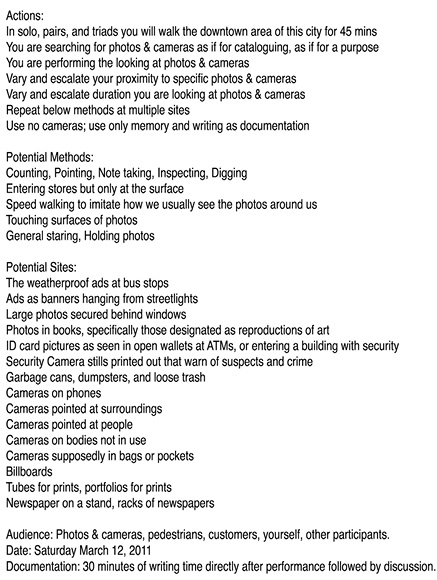 Actions:
In solo, pairs, and triads you will walk the downtown area of this city for 45 mins
You are searching for photos & cameras as if for cataloguing, as if for a purpose
You are performing the looking at photos & cameras
Vary and escalate your proximity to specific photos & cameras
Vary and escalate duration you are looking at photos & cameras
Repeat below methods at multiple sites
Use no cameras; use only memory and writing as documentation

Potential Methods:
Counting, Pointing, Note taking, Inspecting, Digging
Entering stores but only at the surface
Speed walking to imitate how we usually see the photos around us
Touching surfaces of photos
General staring, Holding photos

Potential Sites:
The weatherproof ads at bus stops
Ads as banners hanging from streetlights
Large photos secured behind windows
Photos in books, specifically those designated as reproductions of art
ID card pictures as seen in open wallets at ATMs, or entering a building with security
Security Camera stills printed out that warn of suspects and crime
Garbage cans, dumpsters, and loose trash
Cameras on phones
Cameras pointed at surroundings
Cameras pointed at people
Cameras on bodies not in use
Cameras supposedly in bags or pockets
Billboards
Tubes for prints, portfolios for prints
Newspaper on a stand, racks of newspapers

Audience: Photos & cameras, pedestrians, customers, yourself, other participants.
Date: Saturday March 12, 2011
Documentation: 30 minutes of writing time directly after performance followed by discussion.